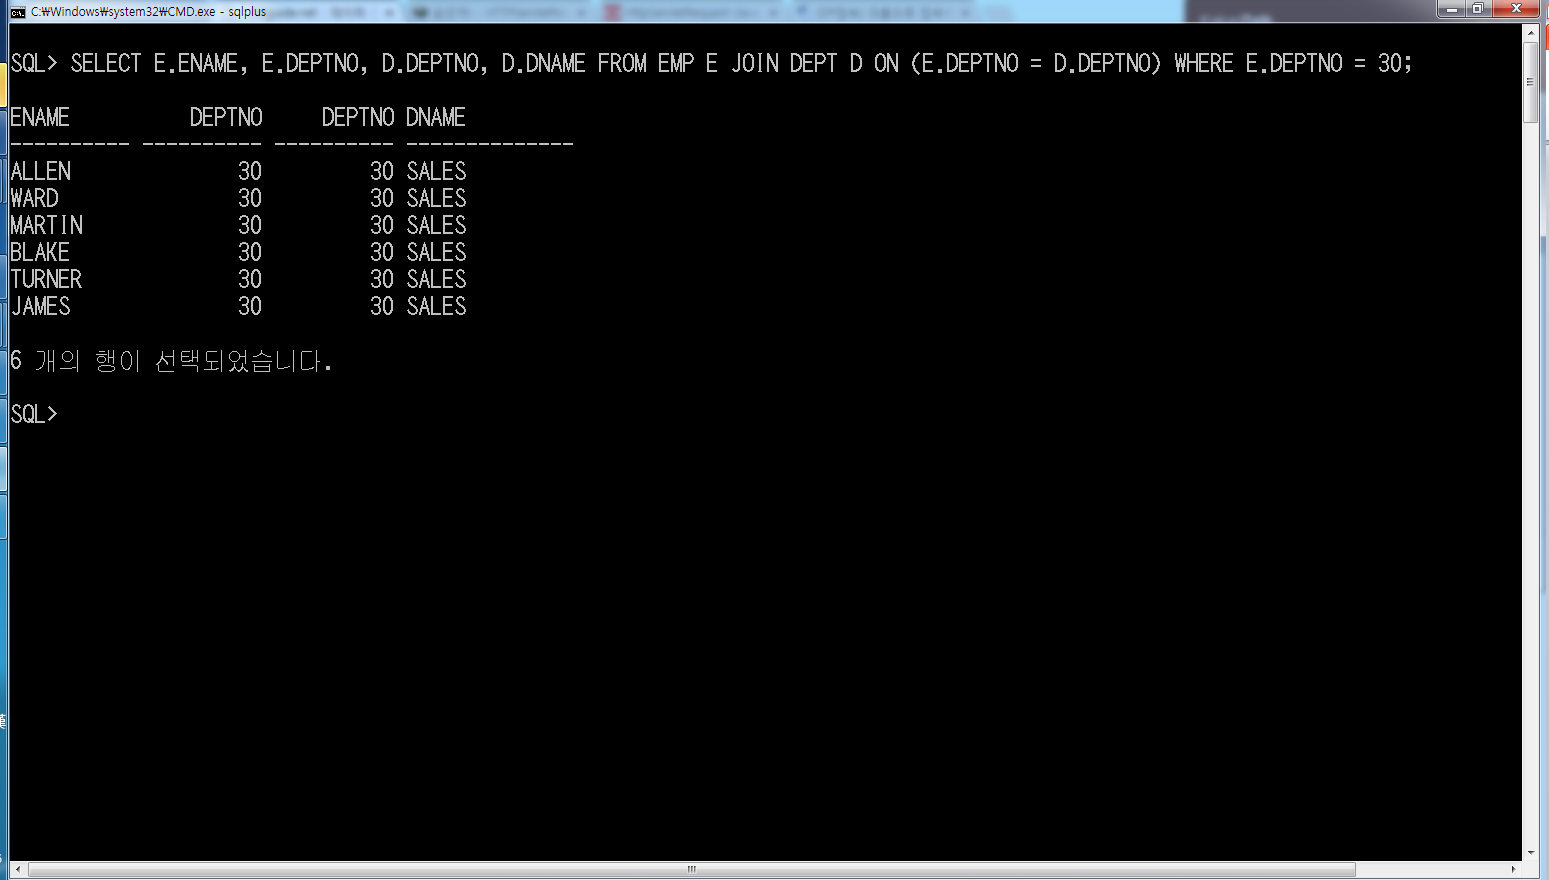 C:₩Windows₩system32₩CMD.exe - sqlplus
SQL> SELECT E.ENAME, E.DEPTNO, D.DEPTNO, D.DNAME FROM EMP E JOIN DEPT D ON (E.DEPTNO = D.DEPTNO) WHERE E.DEPTNO = 30;
ENAME          DEPTNO     DEPTNO DNAME
---------- ---------- ---------- --------------
ALLEN              30         30 SALES
WARD               30         30 SALES
MARTIN             30         30 SALES
BLAKE              30         30 SALES
TURNER             30         30 SALES
JAMES              30         30 SALES
6 개의 행이 선택되었습니다.
SQL>